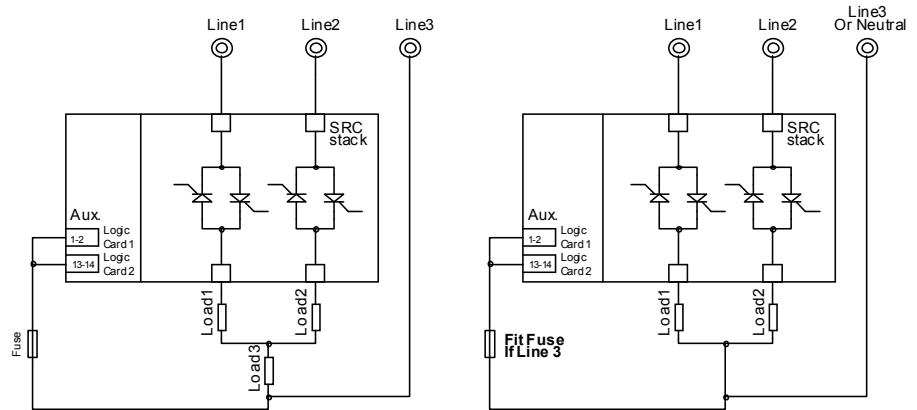 Line1
Line2
Line3
SRC
stack
Aux.
1-2
Logic
Card 1
13-14
Logic
Card 2
Fuse
Load1
Load2
Load3
Line1
Line2
Line3
Or Neutral
SRC
stack
Aux.
1-2
Logic
Card 1
13-14
Logic
Card 2
Fit Fuse
If Line 3
Load1
Load2